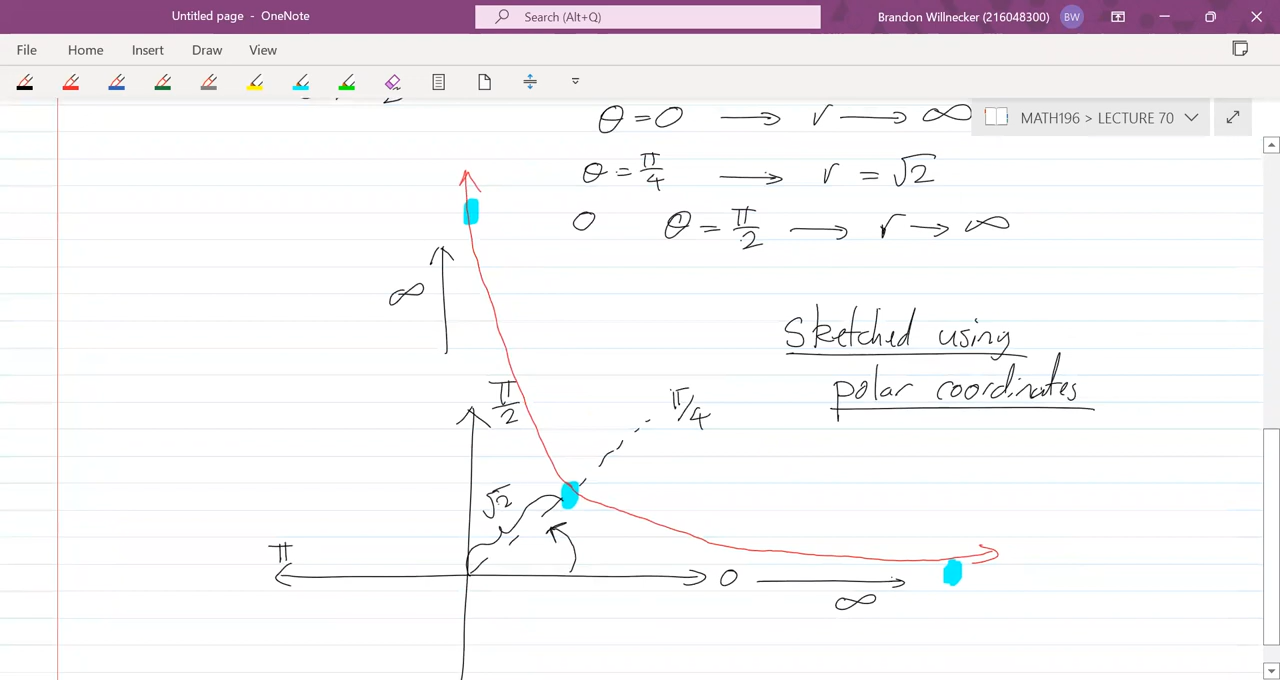 Untitled page - OneNote
Search (Alt+Q)
Brandon Willnecker (216048300)
BW
File
Home
Insert
Draw
View
MATH196 > LECTURE 70
θ = 0 → r → ∞
θ = π/4 → r = √2
0 θ = π/2 → r → ∞
∞
Sketched using
polar coordinates
π/2
π/4
√2
π
0
∞